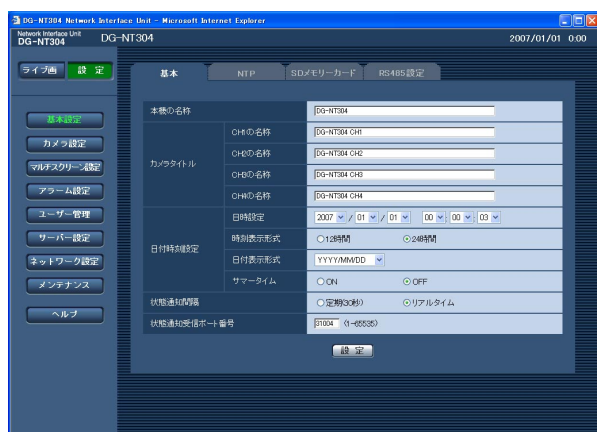 DG-NT304 Network Interface Unit - Microsoft Internet Explorer
Network Interface Unit
DG-NT304 DG-NT304 2007/01/01 0:00
ライブ画 設 定
基本 NTP SDメモリーカード RS485設定
基本設定
カメラ設定
マルチスクリーン設定
アラーム設定
ユーザー管理
サーバー設定
ネットワーク設定
メンテナンス
ヘルプ
本機の名称 DG-NT304
カメラタイトル
CH1の名称 DG-NT304 CH1
CH2の名称 DG-NT304 CH2
CH3の名称 DG-NT304 CH3
CH4の名称 DG-NT304 CH4
日付時刻設定
日時設定 2007 / 01 / 01 00 : 00 : 03
時刻表示形式 12時間 24時間
日付表示形式 YYYY/MM/DD
サマータイム ON OFF
状態通知間隔 定期(30秒) リアルタイム
状態通知受信ポート番号 31004 (1-65535)
設 定